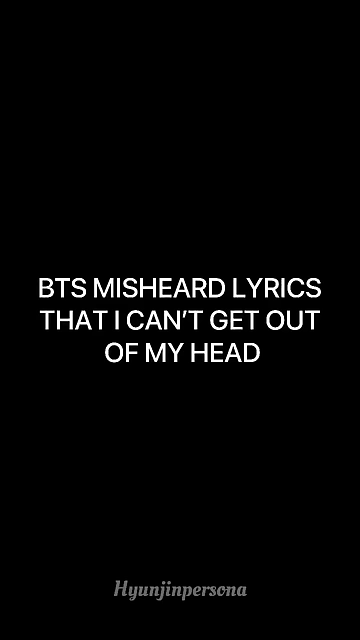 BTS MISHEARD LYRICS
THAT I CAN’T GET OUT
OF MY HEAD
Hyunjinpersona